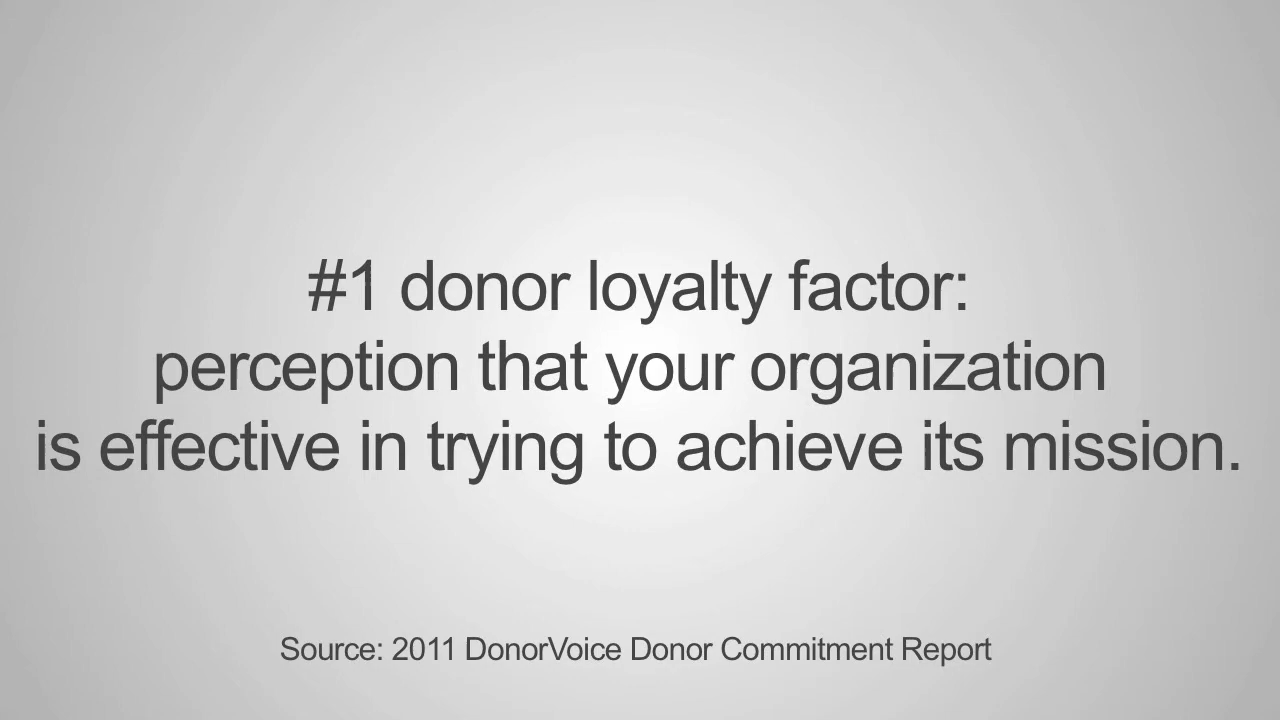 #1 donor loyalty factor:
perception that your organization
is effective in trying to achieve its mission.
Source: 2011 DonorVoice Donor Commitment Report